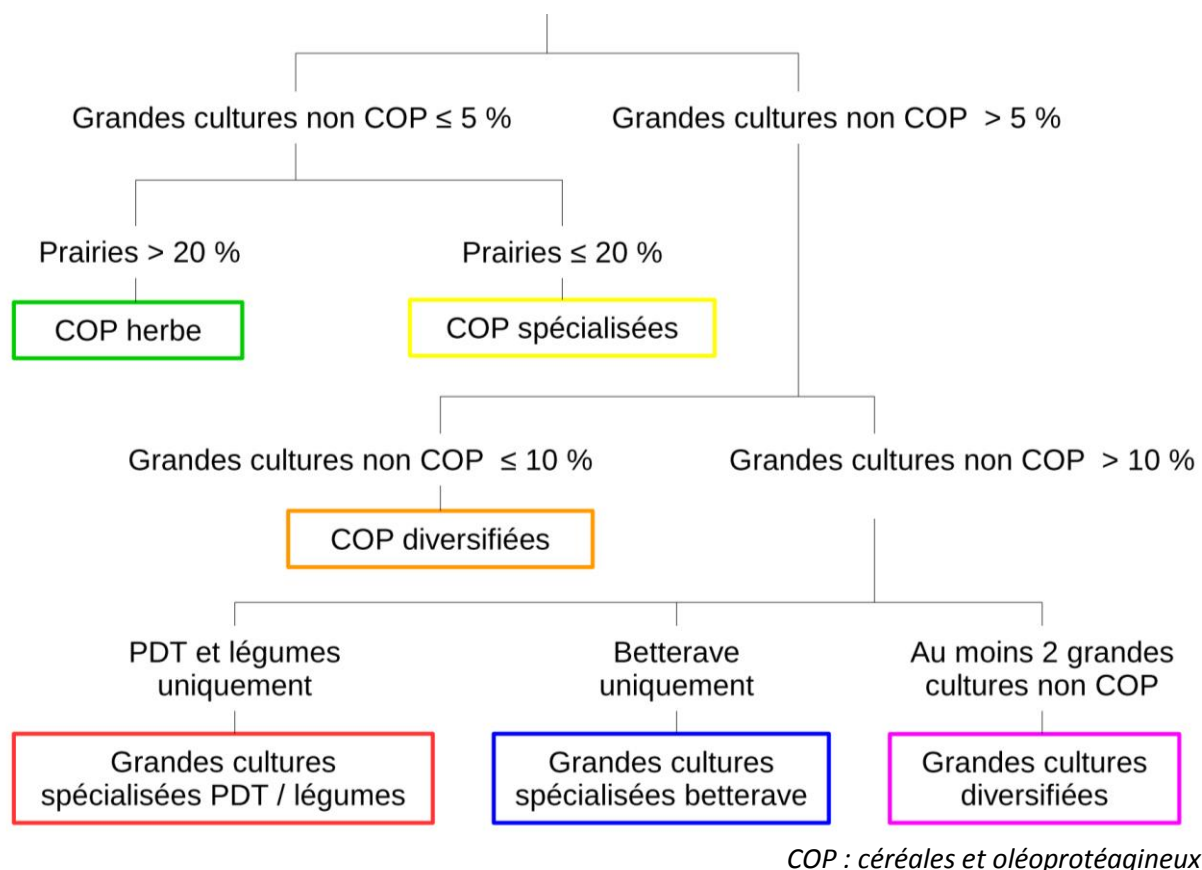 Grandes cultures non COP ≤ 5 %
Grandes cultures non COP > 5 %
Prairies > 20 %
Prairies ≤ 20 %
COP herbe
COP spécialisées
Grandes cultures non COP ≤ 10 %
Grandes cultures non COP > 10 %
COP diversifiées
PDT et légumes
uniquement
Betterave
uniquement
Au moins 2 grandes
cultures non COP
Grandes cultures
spécialisées PDT / légumes
Grandes cultures
spécialisées betterave
Grandes cultures
diversifiées
COP : céréales et oléoprotéagineux